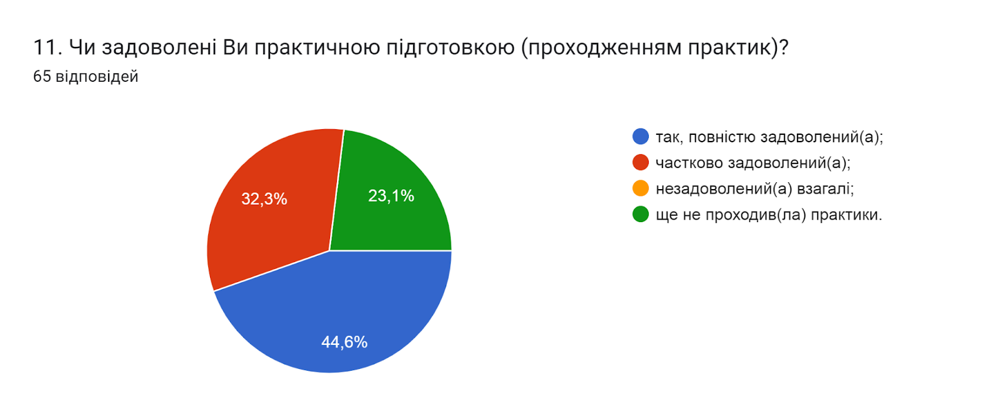 11. Чи задоволені Ви практичною підготовкою (проходженням практик)?
65 відповідей
так, повністю задоволений(а);
частково задоволений(а);
незадоволений(а) взагалі;
ще не проходив(ла) практики.
32,3%
23,1%
44,6%